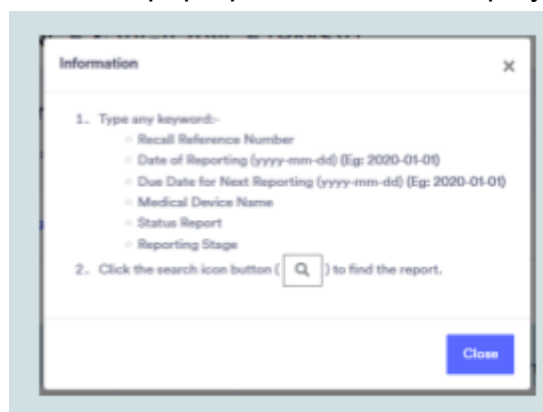 Information ×
1. Type any keyword:-
○ Recall Reference Number
○ Date of Reporting (yyyy-mm-dd) (Eg: 2020-01-01)
○ Due Date for Next Reporting (yyyy-mm-dd) (Eg: 2020-01-01)
○ Medical Device Name
○ Status Report
○ Reporting Stage
2. Click the search icon button ( ) to find the report.
Close